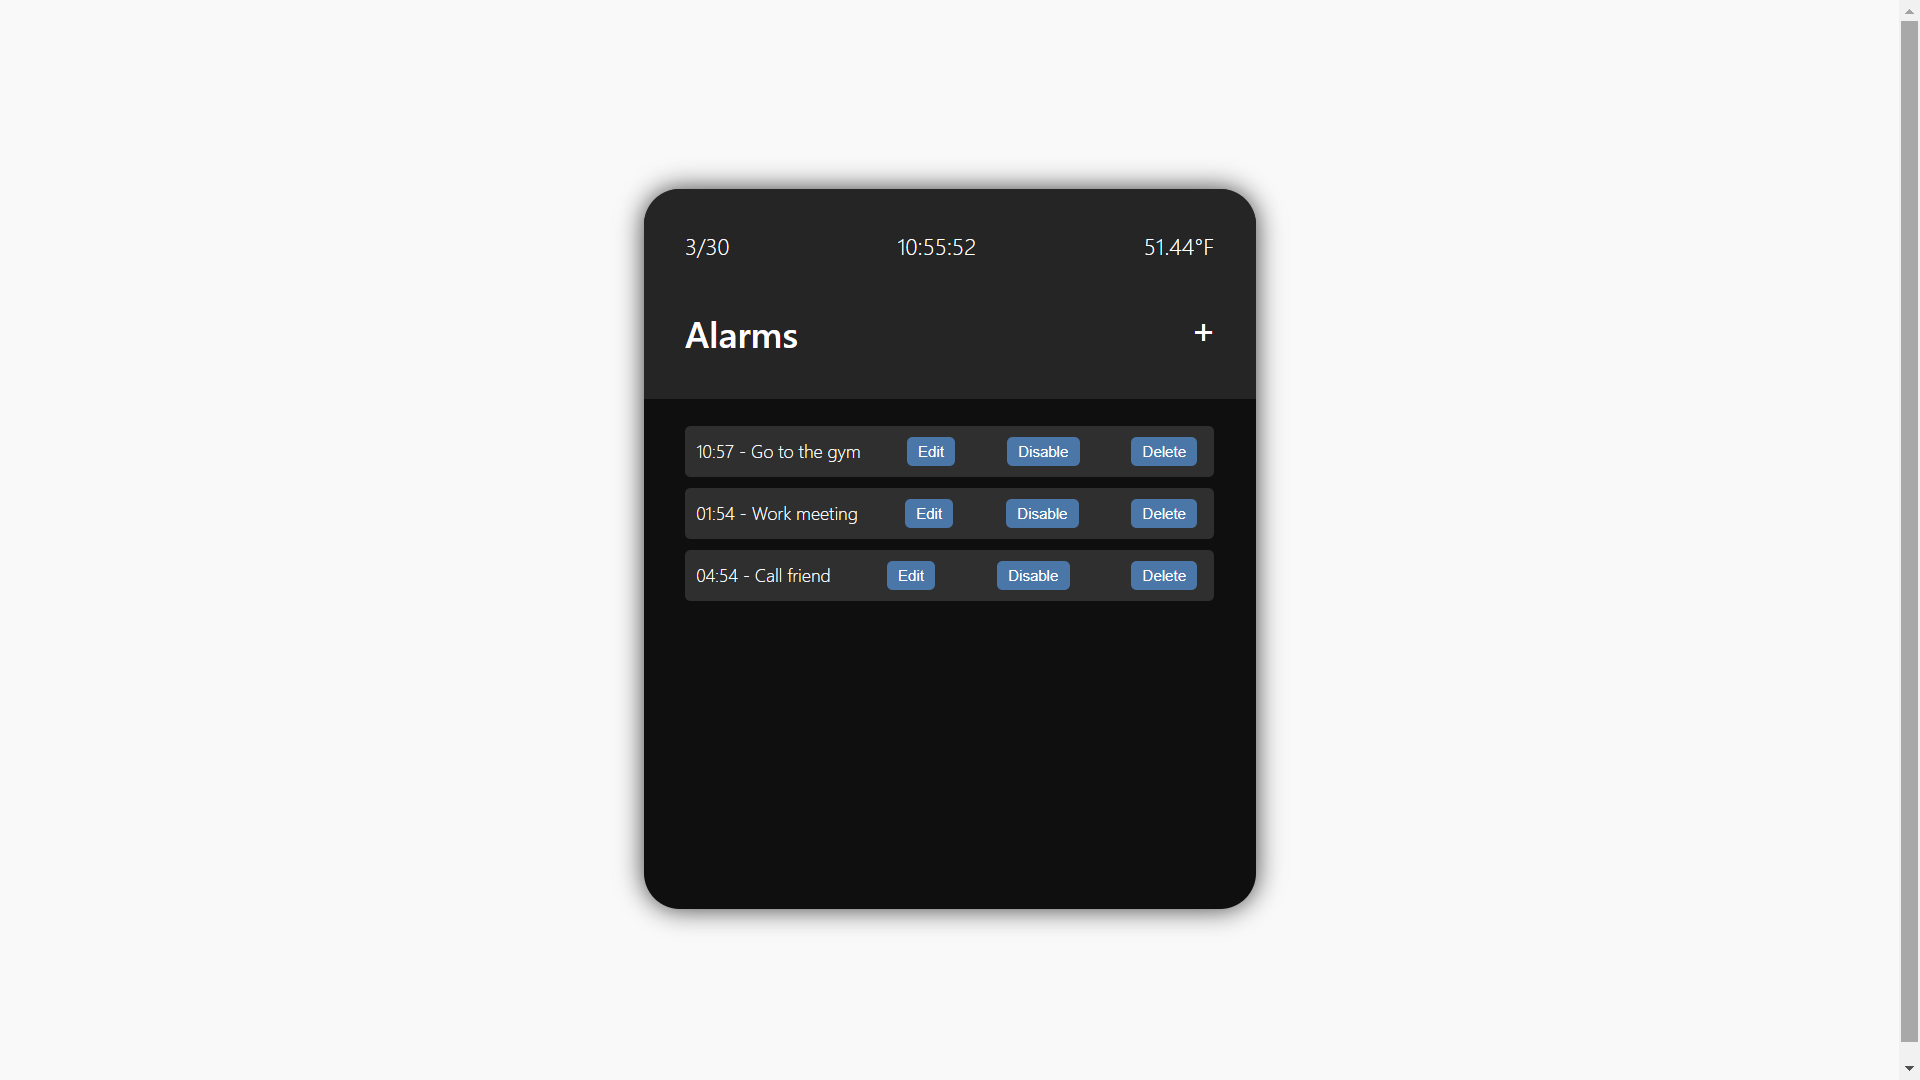 3/30 10:55:52 51.44°F
Alarms +
10:57 - Go to the gym Edit Disable Delete
01:54 - Work meeting Edit Disable Delete
04:54 - Call friend Edit Disable Delete